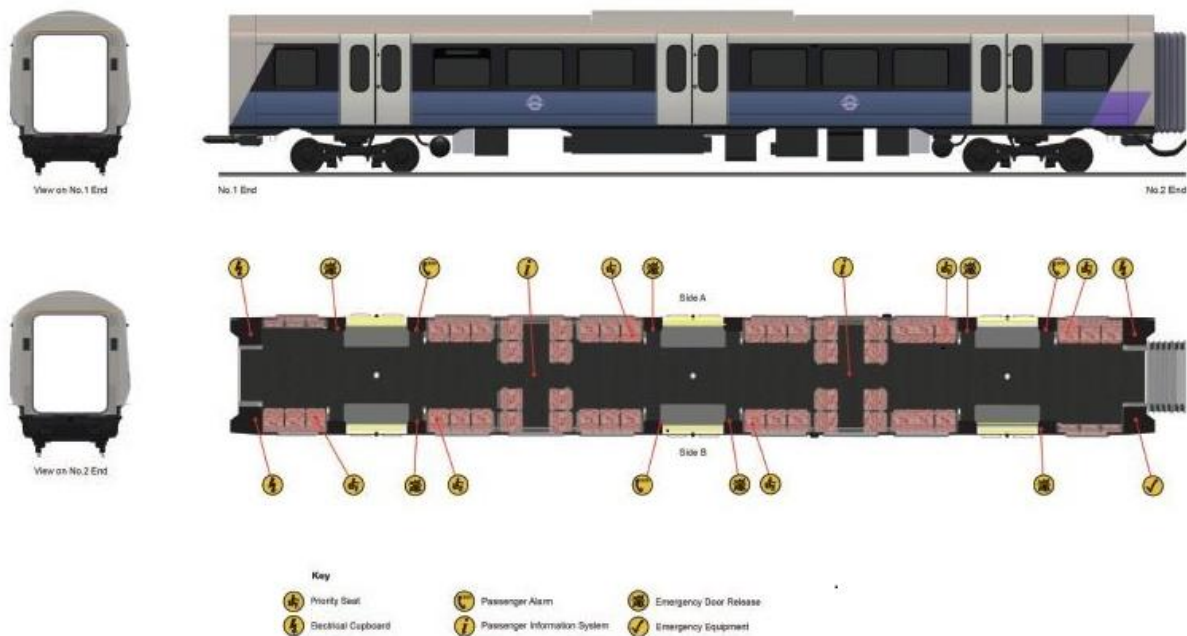 View on No.1 End
No.1 End
No.2 End
Side A
Side B
View on No.2 End
Key
Priority Seat
Passenger Alarm
Emergency Door Release
Electrical Cupboard
Passenger Information System
Emergency Equipment